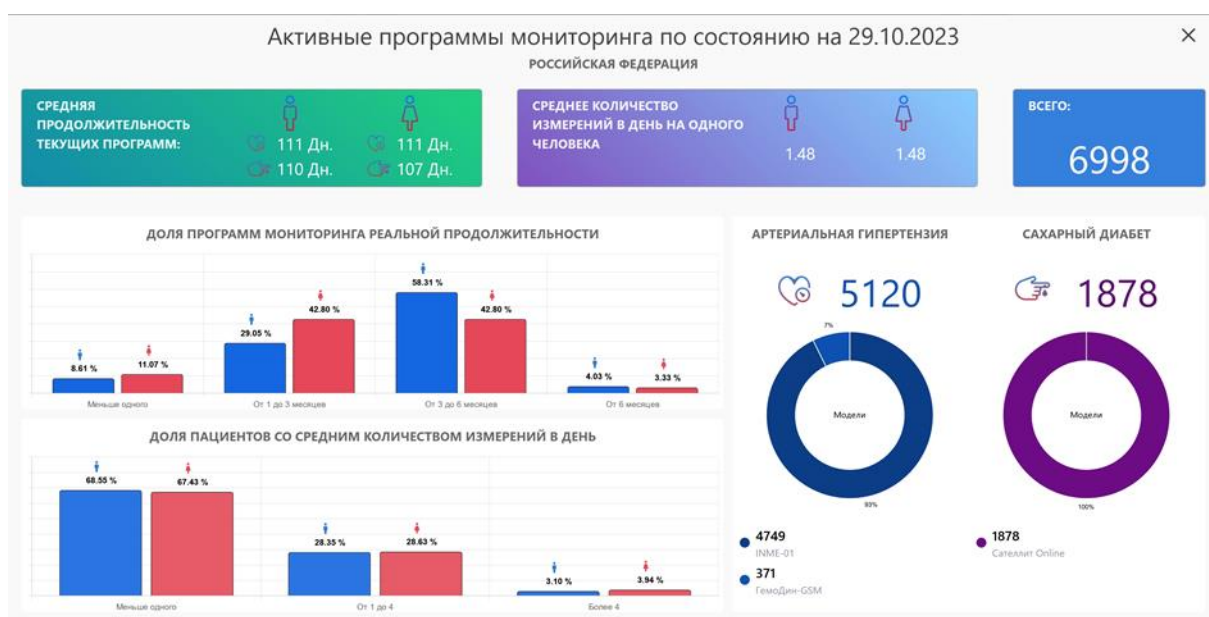 Активные программы мониторинга по состоянию на 29.10.2023
РОССИЙСКАЯ ФЕДЕРАЦИЯ
СРЕДНЯЯ
ПРОДОЛЖИТЕЛЬНОСТЬ
ТЕКУЩИХ ПРОГРАММ:
111 Дн.
111 Дн.
110 Дн.
107 Дн.
СРЕДНЕЕ КОЛИЧЕСТВО
ИЗМЕРЕНИЙ В ДЕНЬ НА ОДНОГО
ЧЕЛОВЕКА
1.48
1.48
ВСЕГО:
6998
ДОЛЯ ПРОГРАММ МОНИТОРИНГА РЕАЛЬНОЙ ПРОДОЛЖИТЕЛЬНОСТИ
8.61 %
11.07 %
29.05 %
42.80 %
58.31 %
42.80 %
4.03 %
3.33 %
Меньше одного
От 1 до 3 месяцев
От 3 до 6 месяцев
От 6 месяцев
ДОЛЯ ПАЦИЕНТОВ СО СРЕДНИМ КОЛИЧЕСТВОМ ИЗМЕРЕНИЙ В ДЕНЬ
68.55 %
67.43 %
28.35 %
28.63 %
3.10 %
3.94 %
Меньше одного
От 1 до 4
Более 4
АРТЕРИАЛЬНАЯ ГИПЕРТЕНЗИЯ
5120
7%
Модели
93%
4749
INME-01
371
ГемоДин-GSM
САХАРНЫЙ ДИАБЕТ
1878
Модели
100%
1878
Сателлит Online